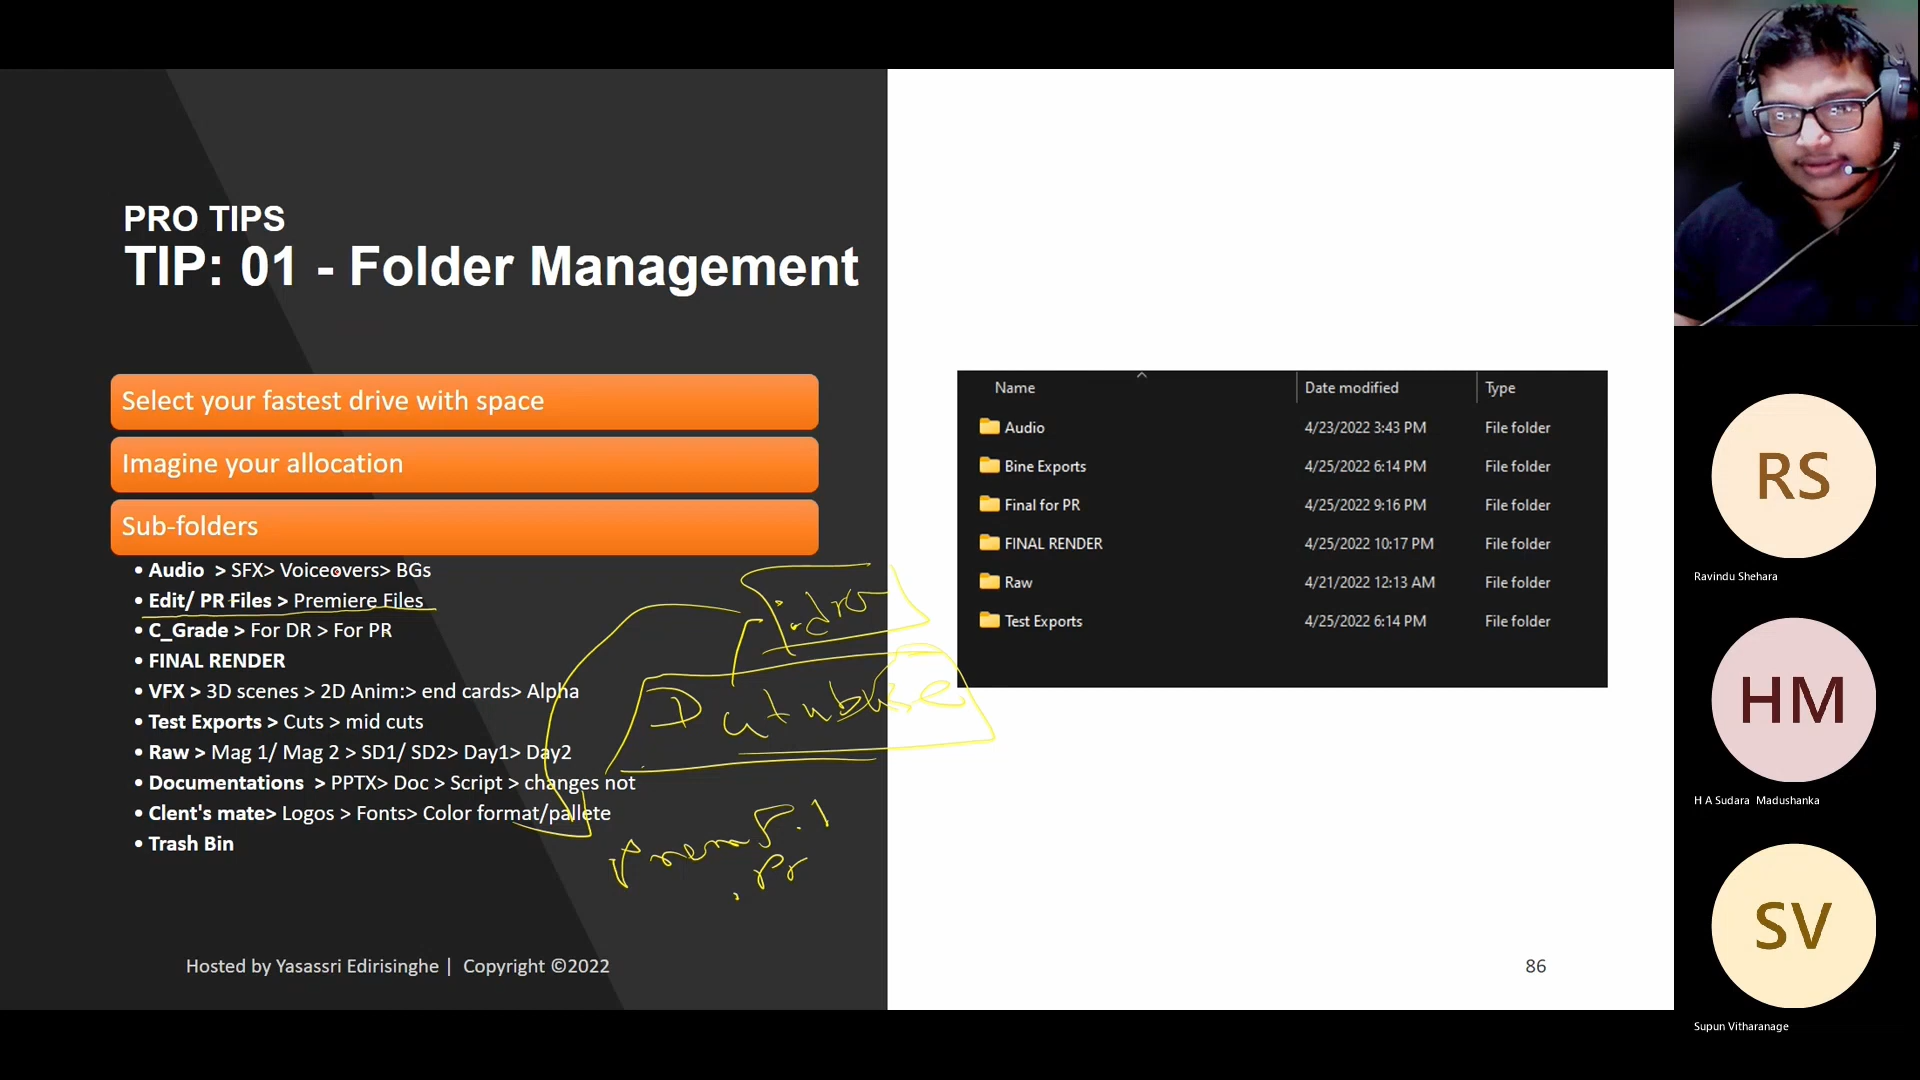 PRO TIPS
TIP: 01 - Folder Management
Select your fastest drive with space
Imagine your allocation
Sub-folders
• Audio > SFX> Voiceovers> BGs
• Edit/ PR Files > Premiere Files
• C_Grade > For DR > For PR
• FINAL RENDER
• VFX > 3D scenes > 2D Anim:> end cards> Alpha
• Test Exports > Cuts > mid cuts
• Raw > Mag 1/ Mag 2 > SD1/ SD2> Day1> Day2
• Documentations > PPTX> Doc > Script > changes not
• Clent's mate> Logos > Fonts> Color format/pallete
• Trash Bin
Database
.Pr
Hosted by Yasassri Edirisinghe | Copyright ©2022
Name Date modified Type
Audio 4/23/2022 3:43 PM File folder
Bine Exports 4/25/2022 6:14 PM File folder
Final for PR 4/25/2022 9:16 PM File folder
FINAL RENDER 4/25/2022 10:17 PM File folder
Raw 4/21/2022 12:13 AM File folder
Test Exports 4/25/2022 6:14 PM File folder
86
RS
Ravindu Shehara
HM
H A Sudara Madushanka
SV
Supun Vitharanage